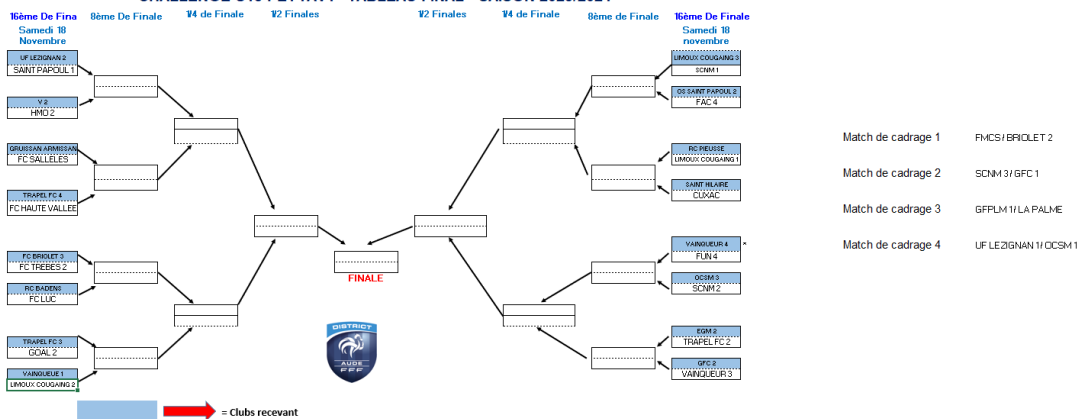 16ème De Fina
8ème De Finale
1/4 de Finale
1/2 Finales
1/2 Finales
1/4 de Finale
8ème de Finale
16ème De Finale
Samedi 18
Novembre
Samedi 18
novembre
UF LEZIGNAN 2
SAINT PAPOUL 1
V 2
HMO 2
GRUISSAN ARMISSAN
FC SALLELES
TRAPEL FC 4
FC HAUTE VALLEE
FC BRIOLET 3
FC TREBES 2
RC BADENS
FC LUC
TRAPEL FC 3
GOAL 2
VAINQUEUE 1
LIMOUX COUGAING 2
FINALE
DISTRICT
AUDE
FFF
LIMOUX COUGAING 3
SCNM 1
OS SAINT PAPOUL 2
FAC 4
RC PIEUSSE
LIMOUX COUGAING 1
SAINT HILAIRE
CUXAC
VAINQUEUR 4 *
FUN 4
OCSM 3
SCNM 2
EGM 2
TRAPEL FC 2
GFC 2
VAINQUEUR 3
Match de cadrage 1 FMCS / BRIOLET 2
Match de cadrage 2 SCNM 3 / GFC 1
Match de cadrage 3 GFPLM 1 / LA PALME
Match de cadrage 4 UF LEZIGNAN 1 / OCSM 1
= Clubs recevant